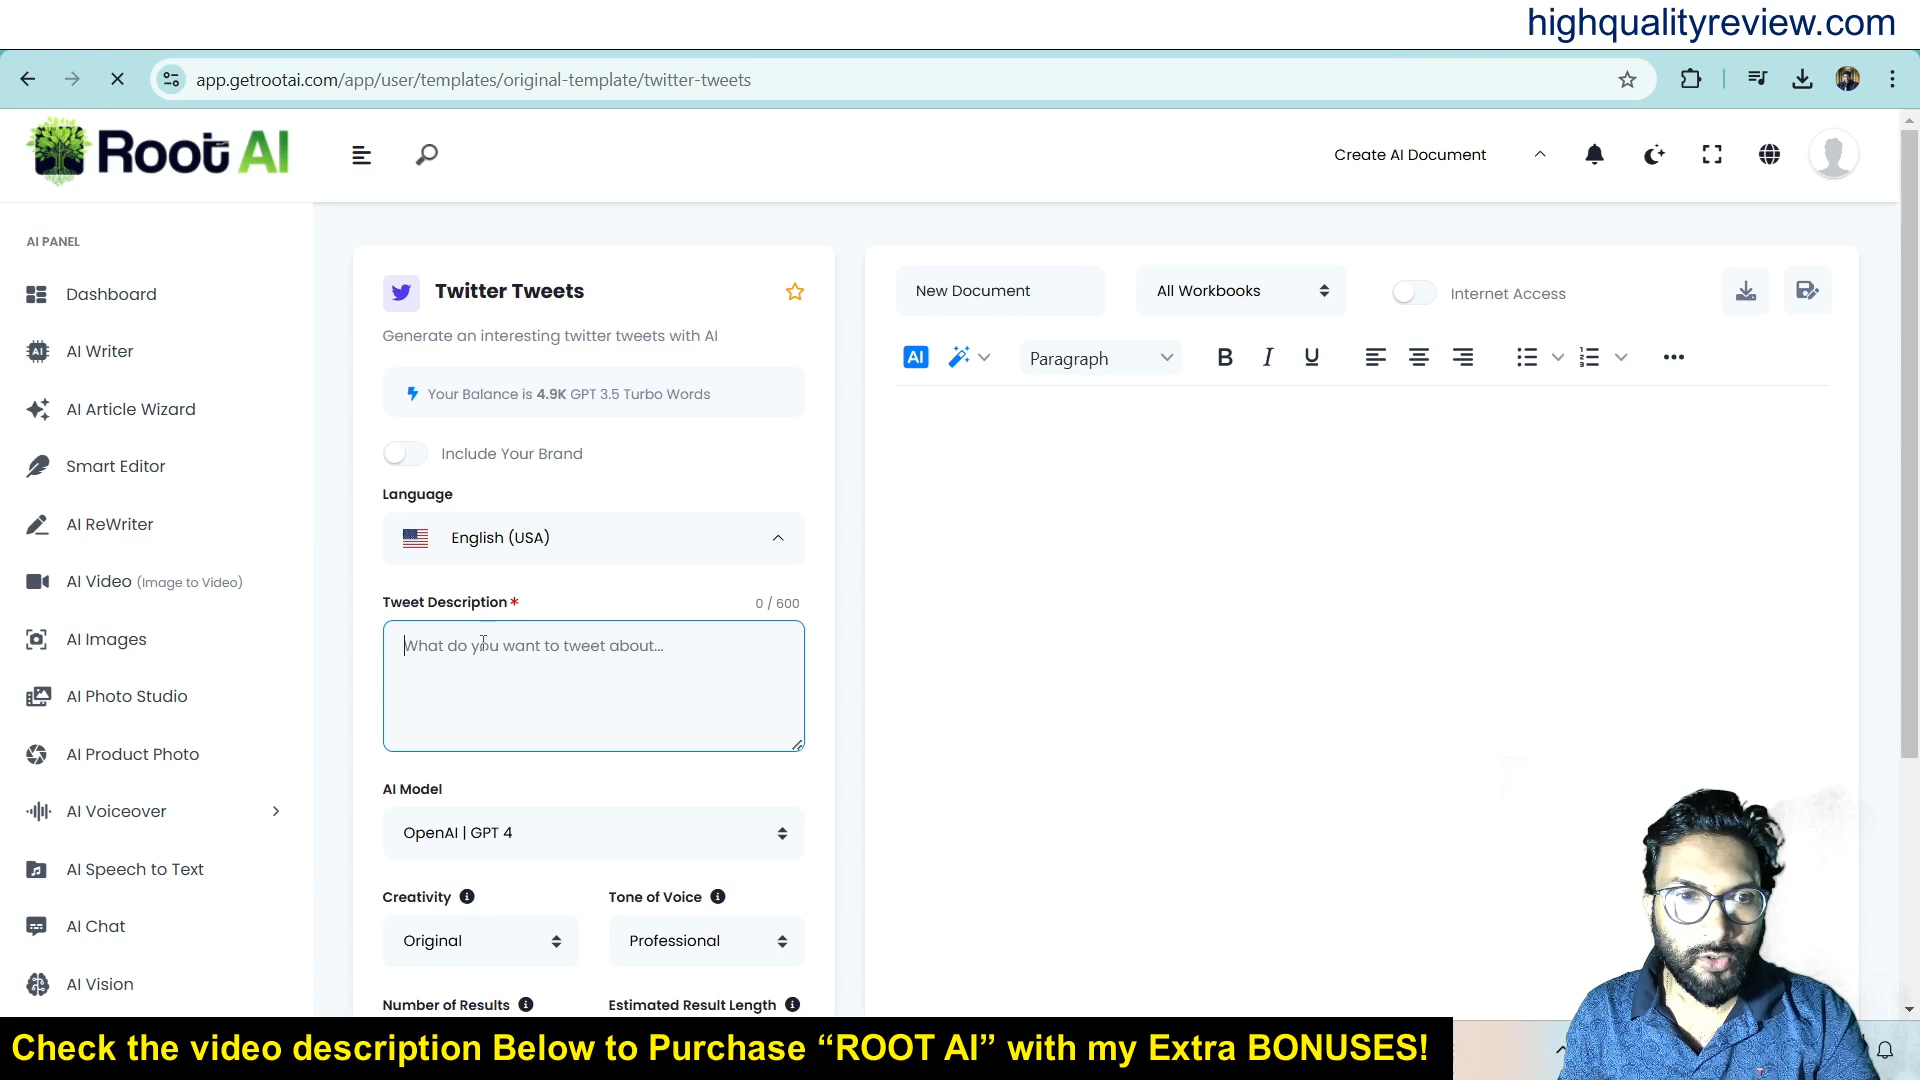 highqualityreview.com
app.getrootai.com/app/user/templates/original-template/twitter-tweets
Root AI
Create AI Document
AI PANEL
Dashboard
AI Writer
AI Article Wizard
Smart Editor
AI ReWriter
AI Video (Image to Video)
AI Images
AI Photo Studio
AI Product Photo
AI Voiceover
AI Speech to Text
AI Chat
AI Vision
Twitter Tweets
Generate an interesting twitter tweets with AI
Your Balance is 4.9K GPT 3.5 Turbo Words
Include Your Brand
Language
English (USA)
Tweet Description * 0 / 600
What do you want to tweet about...
AI Model
OpenAI | GPT 4
Creativity Tone of Voice
Original Professional
Number of Results Estimated Result Length
New Document All Workbooks Internet Access
AI Paragraph B I U
Check the video description Below to Purchase “ROOT AI” with my Extra BONUSES!